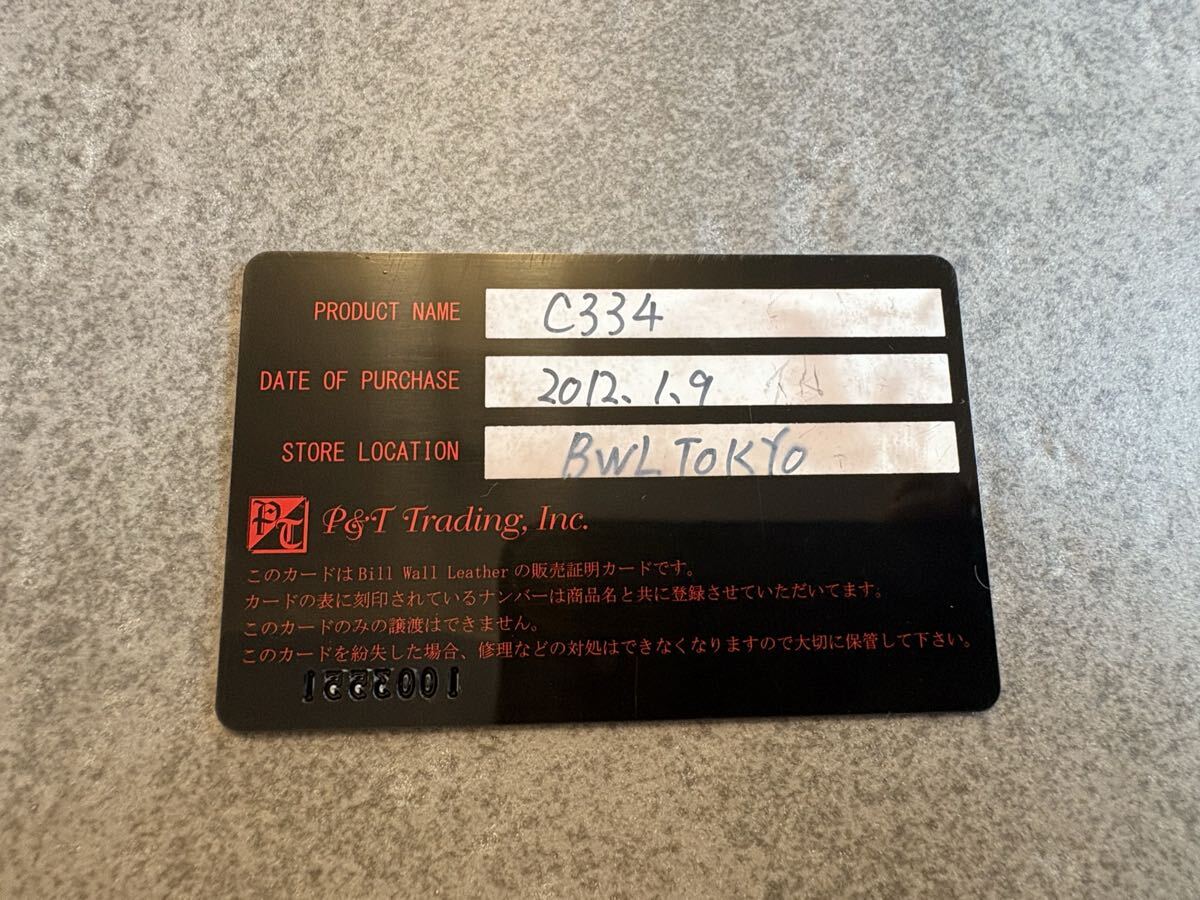 PRODUCT NAME C334
DATE OF PURCHASE 2012.1.9
STORE LOCATION BWL TOKYO
PT P&T Trading, Inc.
このカードはBill Wall Leatherの販売証明カードです。
カードの表に刻印されているナンバーは商品名と共に登録させていただいてます。
このカードのみの譲渡はできません。
このカードを紛失した場合、修理などの対処はできなくなりますので大切に保管して下さい。